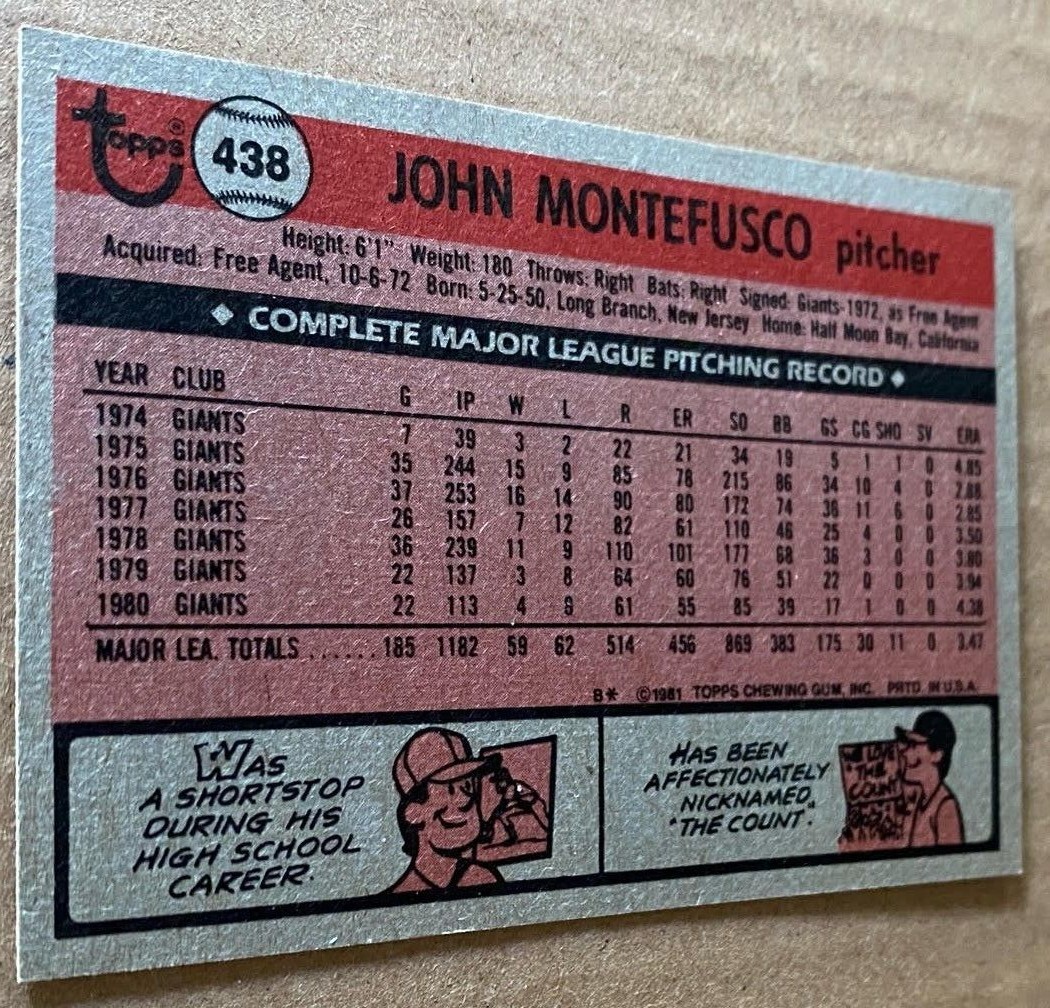 topps®
438
JOHN MONTEFUSCO pitcher
Height: 6'1" Weight: 180 Throws: Right Bats: Right Signed: Giants-1972, as Free Agent
Acquired: Free Agent, 10-6-72 Born: 5-25-50, Long Branch, New Jersey Home: Half Moon Bay, California
◆ COMPLETE MAJOR LEAGUE PITCHING RECORD ◆
YEAR CLUB G IP W L R ER SO BB GS CG SHO SV ERA
1974 GIANTS 7 39 3 2 22 21 34 19 5 1 1 0 4.85
1975 GIANTS 35 244 15 9 85 78 215 86 34 10 4 0 2.88
1976 GIANTS 37 253 16 14 90 80 172 74 36 11 6 0 2.85
1977 GIANTS 26 157 7 12 82 61 110 46 25 4 0 0 3.50
1978 GIANTS 36 239 11 9 110 101 177 68 36 3 0 0 3.80
1979 GIANTS 22 137 3 8 64 60 76 51 22 0 0 0 3.94
1980 GIANTS 22 113 4 8 61 55 85 39 17 1 0 0 4.38
MAJOR LEA. TOTALS ...... 185 1182 59 62 514 456 869 383 175 30 11 0 3.47
B* ©1981 TOPPS CHEWING GUM, INC. PRTD. IN U.S.A.
WAS
A SHORTSTOP
DURING HIS
HIGH SCHOOL
CAREER.
HAS BEEN
AFFECTIONATELY
NICKNAMED
"THE COUNT".
WE LOVE
"THE
COUNT"